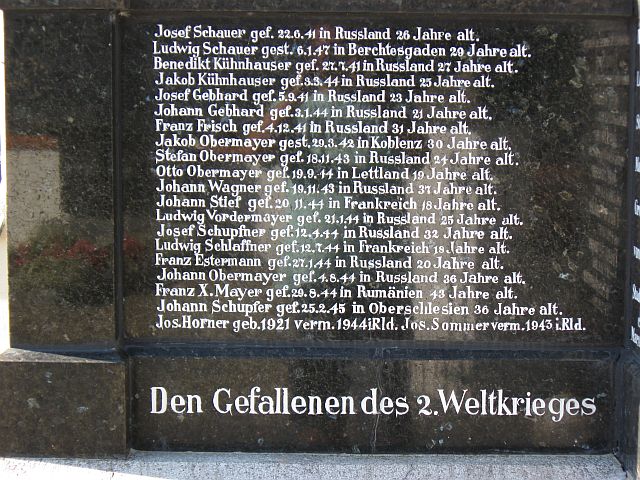 Josef Schauer gef. 22.6.41 in Russland 26 Jahre alt.
Ludwig Schauer gest. 6.1.47 in Berchtesgaden 29 Jahre alt.
Benedikt Kühnhauser gef. 27.7.41 in Russland 27 Jahre alt.
Jakob Kühnhauser gef. 3.3.44 in Russland 25 Jahre alt.
Josef Gebhard gef. 5.9.41 in Russland 23 Jahre alt.
Johann Gebhard gef. 3.1.44 in Russland 21 Jahre alt.
Franz Frisch gef. 4.12.41 in Russland 31 Jahre alt.
Jakob Obermayer gest. 29.3.42 in Koblenz 30 Jahre alt.
Stefan Obermayer gef. 18.11.43 in Russland 24 Jahre alt.
Otto Obermayer gef. 19.9.44 in Lettland 19 Jahre alt.
Johann Wagner gef. 19.11.43 in Russland 37 Jahre alt.
Johann Stief gef. 20 11.44 in Frankreich 18 Jahre alt.
Ludwig Vordermayer gef. 21.1.44 in Russland 25 Jahre alt.
Josef Schupfner gef. 12.4.44 in Russland 32 Jahre alt.
Ludwig Schlaffner gef. 12.7.44 in Frankreich 18 Jahre alt.
Franz Estermann gef. 27.1.44 in Russland 20 Jahre alt.
Johann Obermayer gef. 4.8.44 in Russland 36 Jahre alt.
Franz X. Mayer gef. 29.8.44 in Rumänien 43 Jahre alt.
Johann Schupfer gef. 25.2.45 in Oberschlesien 36 Jahre alt.
Jos. Horner geb. 1921 verm. 1944 i.Rld. Jos. Sommer verm. 1943 i.Rld.
Den Gefallenen des 2. Weltkrieges